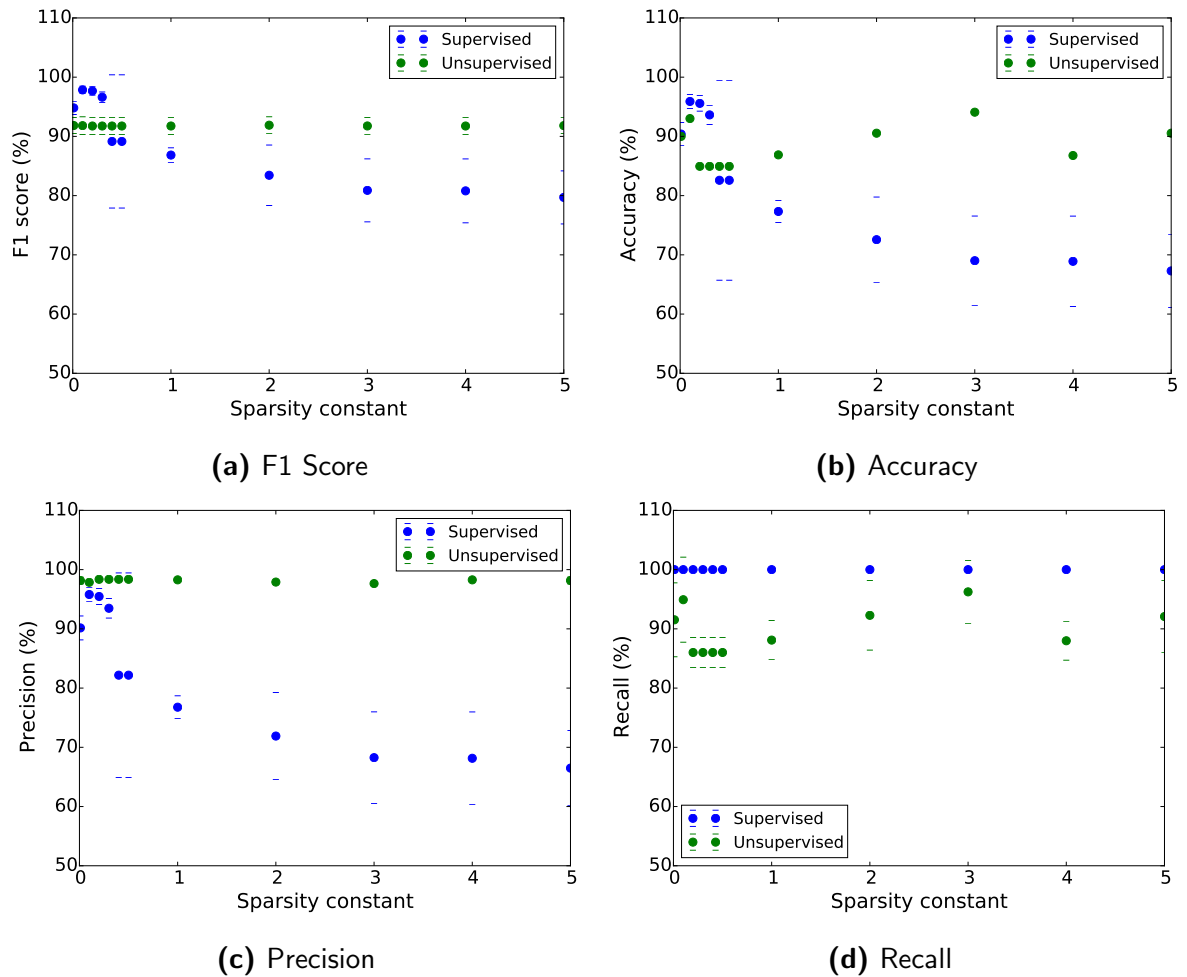 110
100
90
80
70
60
50
F1 score (%)
0 1 2 3 4 5
Sparsity constant
Supervised
Unsupervised
(a) F1 Score
110
100
90
80
70
60
50
Accuracy (%)
0 1 2 3 4 5
Sparsity constant
Supervised
Unsupervised
(b) Accuracy
110
100
90
80
70
60
50
Precision (%)
0 1 2 3 4 5
Sparsity constant
Supervised
Unsupervised
(c) Precision
110
100
90
80
70
60
50
Recall (%)
0 1 2 3 4 5
Sparsity constant
Supervised
Unsupervised
(d) Recall